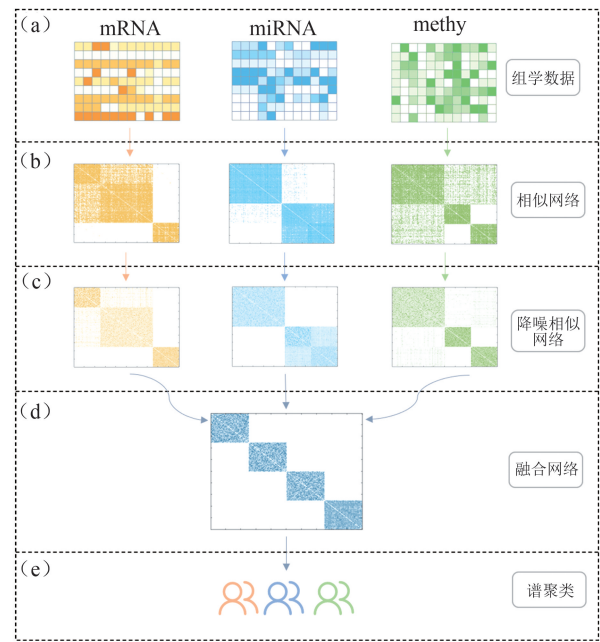 (a)
mRNA
miRNA
methy
组学数据
(b)
相似网络
(c)
降噪相似
网络
(d)
融合网络
(e)
谱聚类